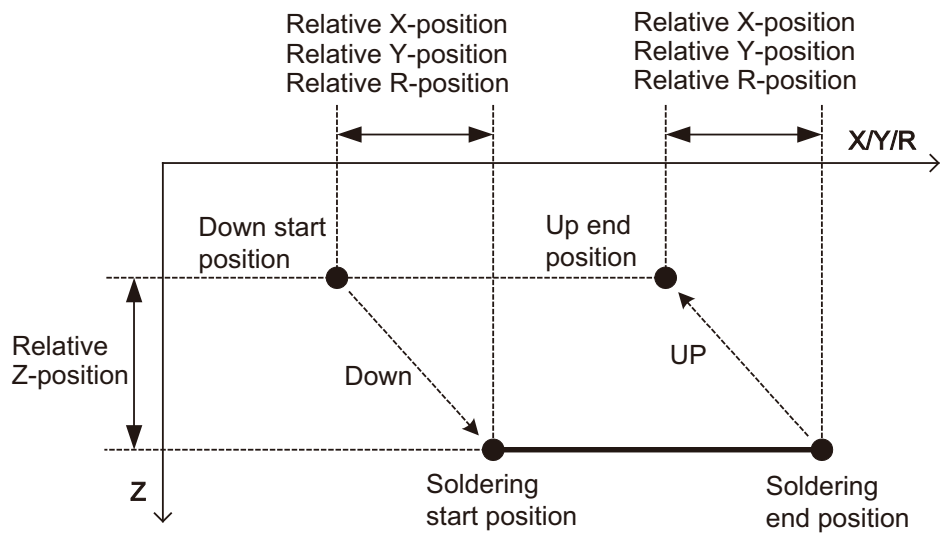 Relative X-position
Relative Y-position
Relative R-position
Relative X-position
Relative Y-position
Relative R-position
X/Y/R
Down start
position
Up end
position
Relative
Z-position
Down
UP
Z
Soldering
start position
Soldering
end position